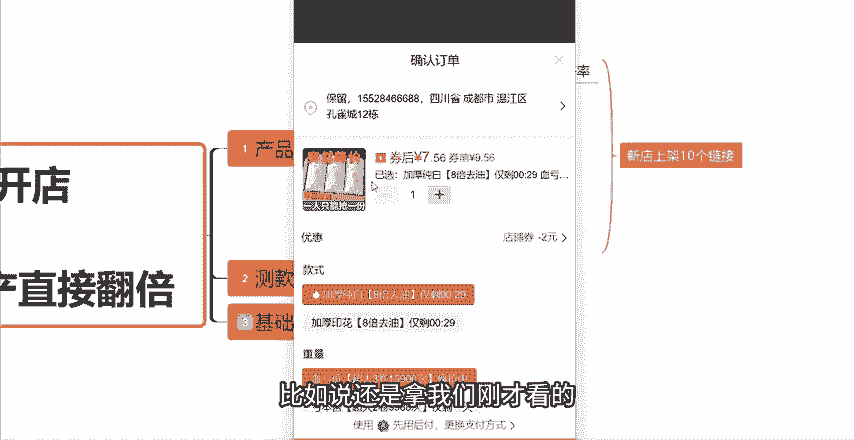 确认订单
率
保留，15528466688，四川省 成都市 温江区
孔雀城12栋
开店
1 产品
新店上架10个链接
券后¥7.56 券前¥9.56
已选：加厚纯白【8倍去油】仅剩00:29
1 +
优惠
店铺券 -2元
款式
产直接翻倍
2 测款
仅剩00:29
3 基础
加厚印花【8倍去油】仅剩00:29
重量
比如说还是拿我们刚才看的
使用 先用后付，更换支付方式